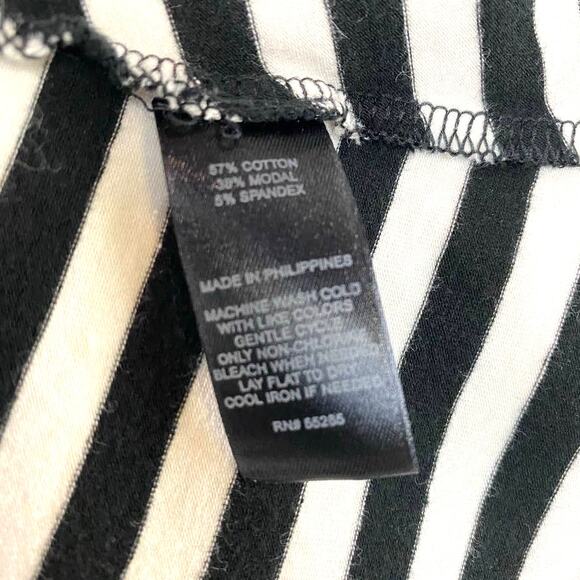 57% COTTON
38% MODAL
5% SPANDEX
MADE IN PHILIPPINES
MACHINE WASH COLD
WITH LIKE COLORS
GENTLE CYCLE
ONLY NON-CHLORINE
BLEACH WHEN NEEDED
LAY FLAT TO DRY
COOL IRON IF NEEDED
RN# 55285